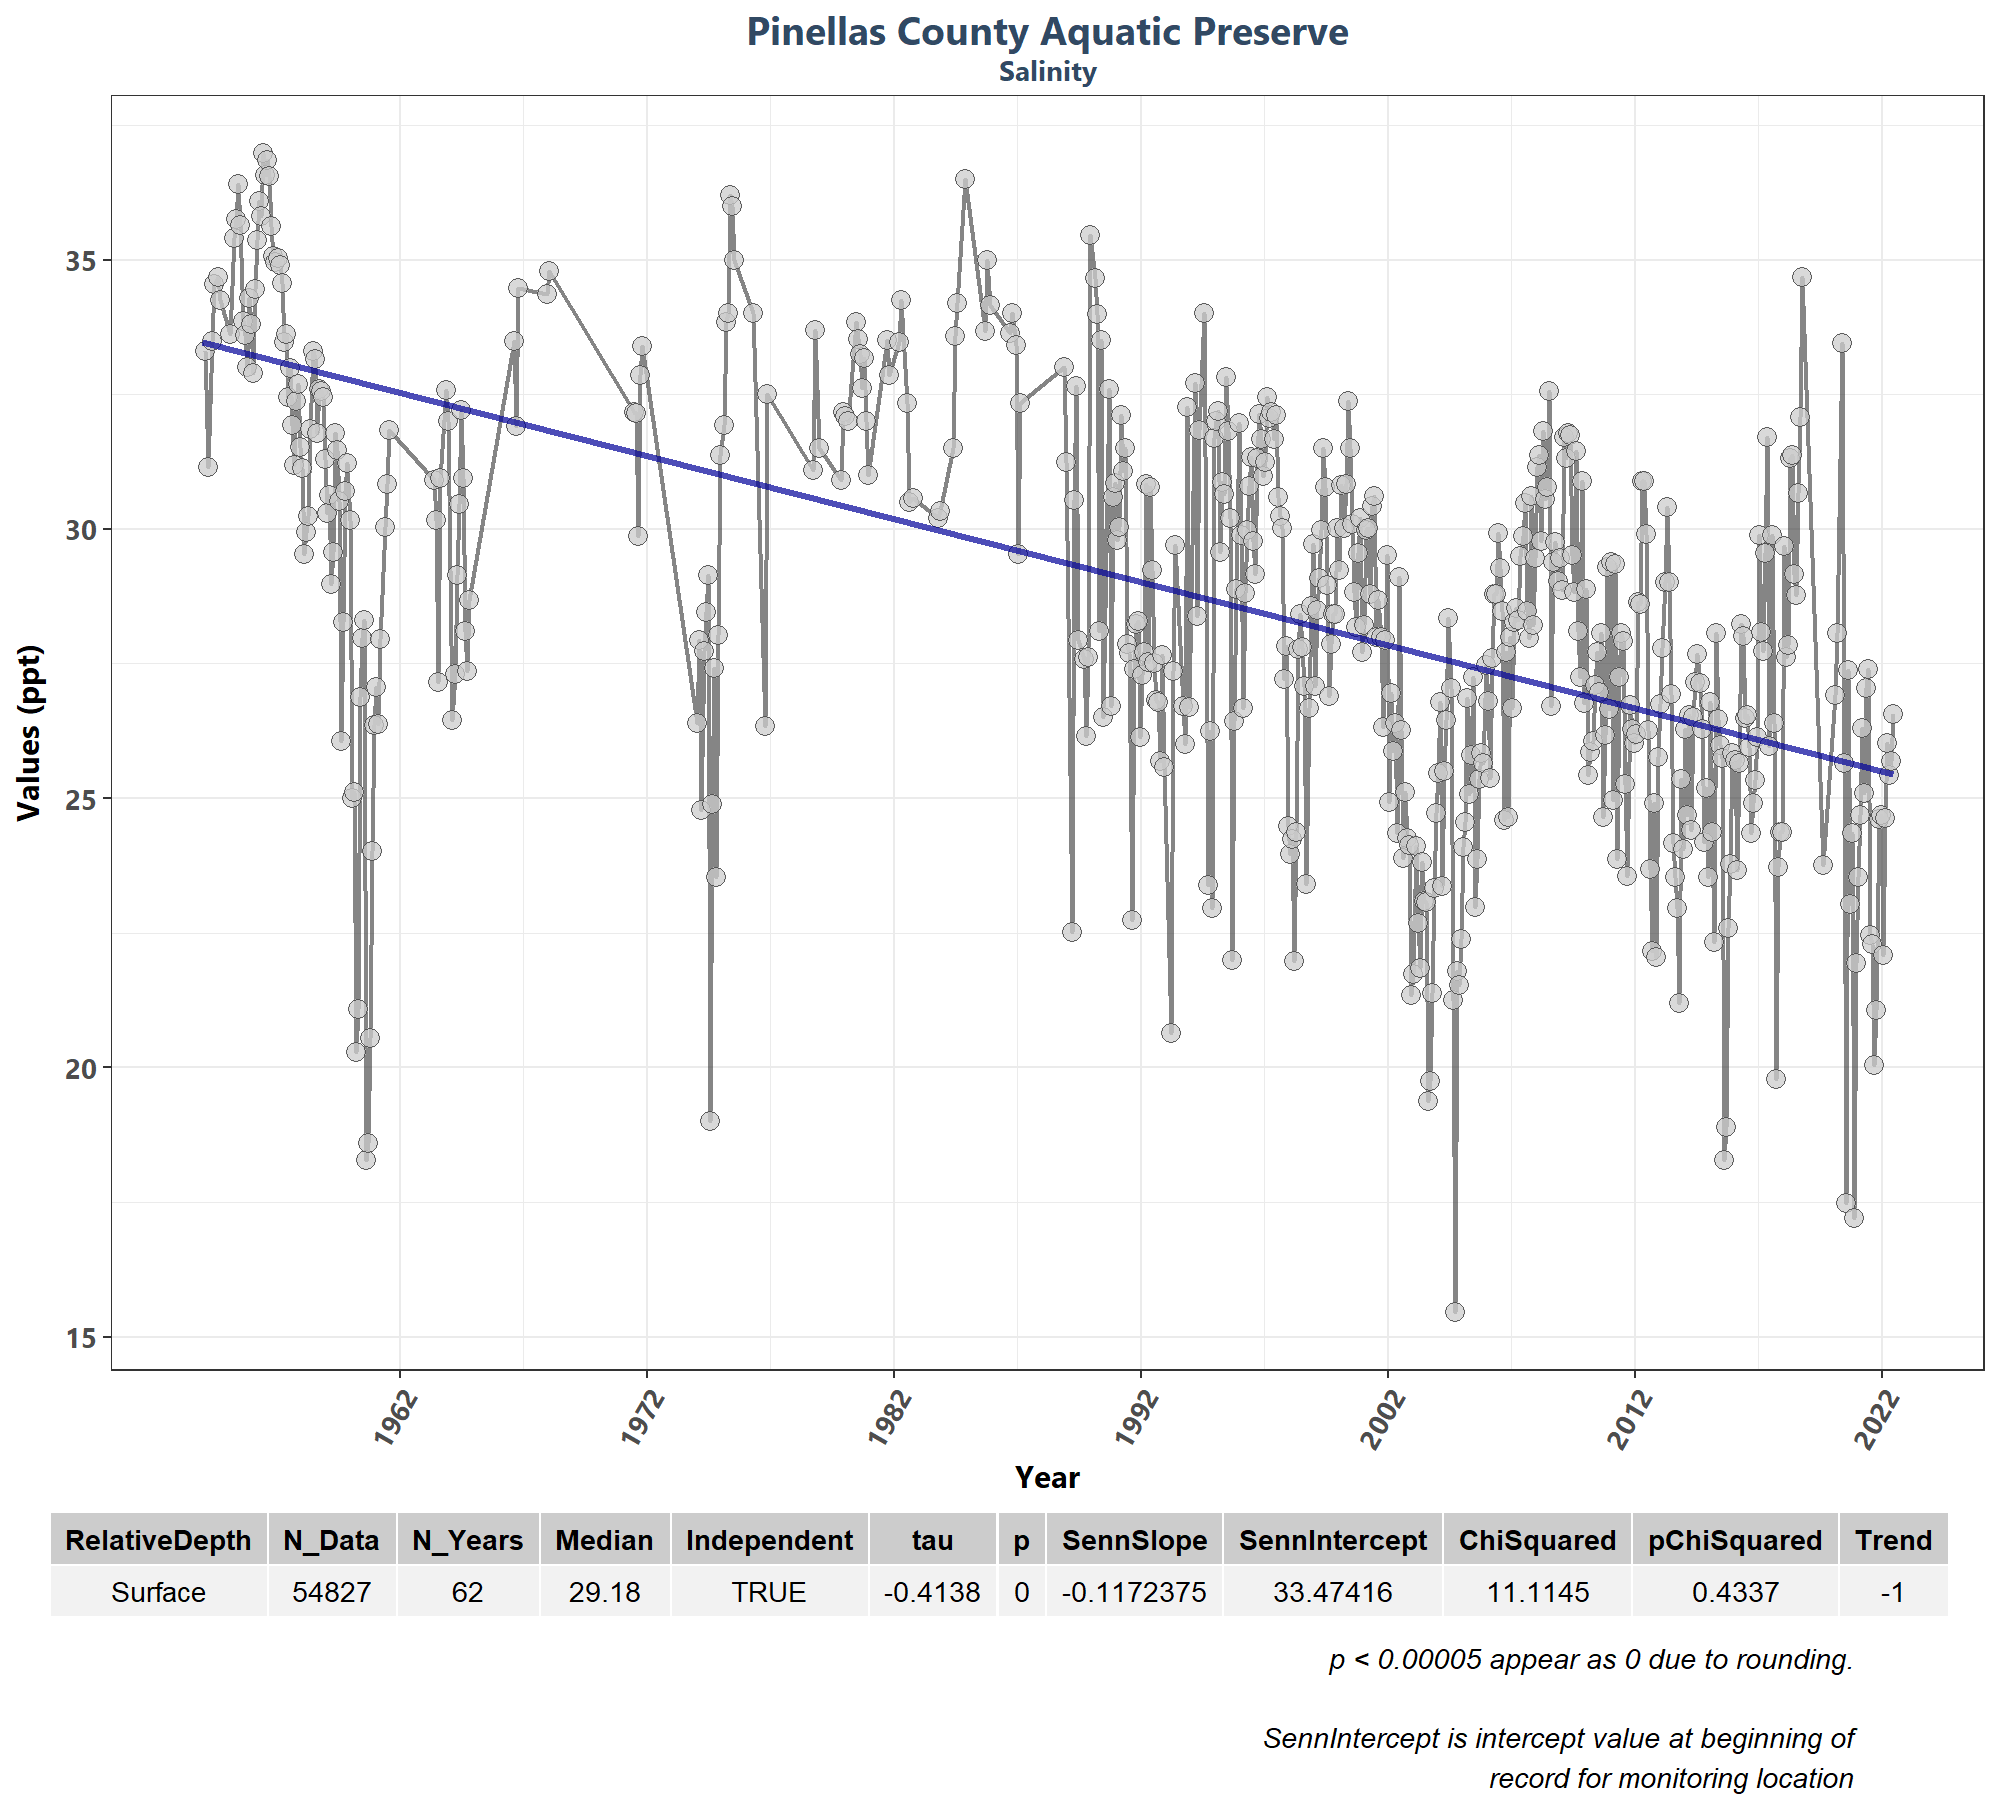 Pinellas County Aquatic Preserve
Salinity
Values (ppt)
35
30
25
20
15
1962 1972 1982 1992 2002 2012 2022
Year
RelativeDepth N_Data N_Years Median Independent tau p SennSlope SennIntercept ChiSquared pChiSquared Trend
Surface 54827 62 29.18 TRUE -0.4138 0 -0.1172375 33.47416 11.1145 0.4337 -1
p < 0.00005 appear as 0 due to rounding.
SennIntercept is intercept value at beginning of
record for monitoring location